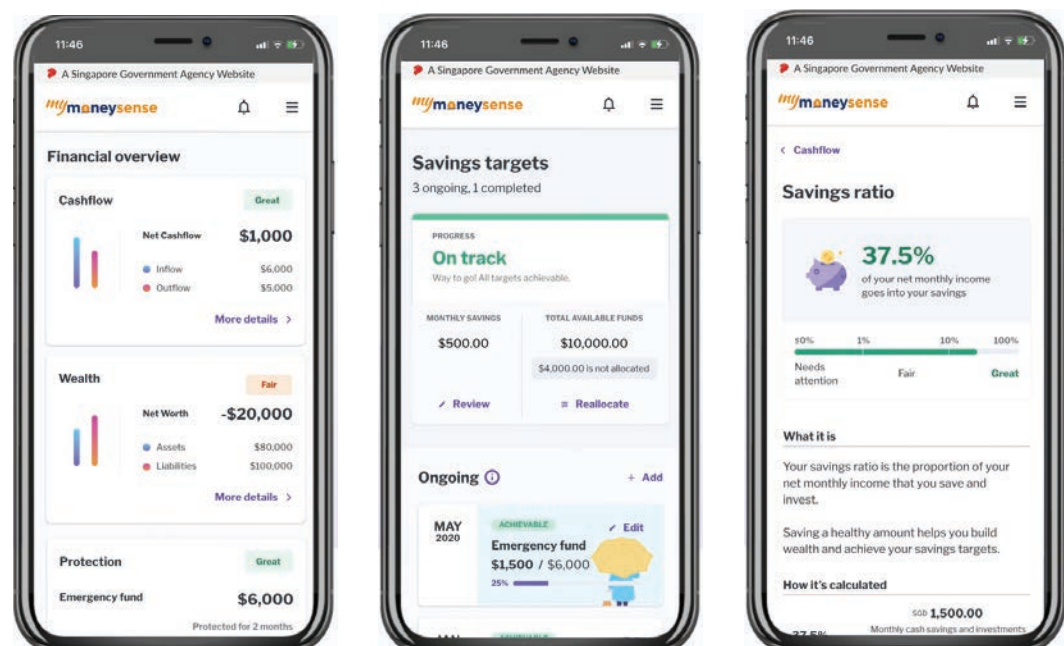 11:46
A Singapore Government Agency Website
mymoneysense
Financial overview
Cashflow
Great
Net Cashflow $1,000
Inflow $6,000
Outflow $5,000
More details >
Wealth
Fair
Net Worth -$20,000
Assets $80,000
Liabilities $100,000
More details >
Protection
Great
Emergency fund $6,000
Protected for 2 months
11:46
A Singapore Government Agency Website
mymoneysense
Savings targets
3 ongoing, 1 completed
PROGRESS
On track
Way to go! All targets achievable.
MONTHLY SAVINGS
$500.00
Review
TOTAL AVAILABLE FUNDS
$10,000.00
$4,000.00 is not allocated
Reallocate
Ongoing
+ Add
MAY
2020
ACHIEVABLE
Edit
Emergency fund
$1,500 / $6,000
25%
11:46
A Singapore Government Agency Website
mymoneysense
< Cashflow
Savings ratio
37.5%
of your net monthly income
goes into your savings
≤0% 1% 10% 100%
Needs
attention
Fair
Great
What it is
Your savings ratio is the proportion of your
net monthly income that you save and
invest.
Saving a healthy amount helps you build
wealth and achieve your savings targets.
How it's calculated
SGD 1,500.00
37.5%
Monthly cash savings and investments